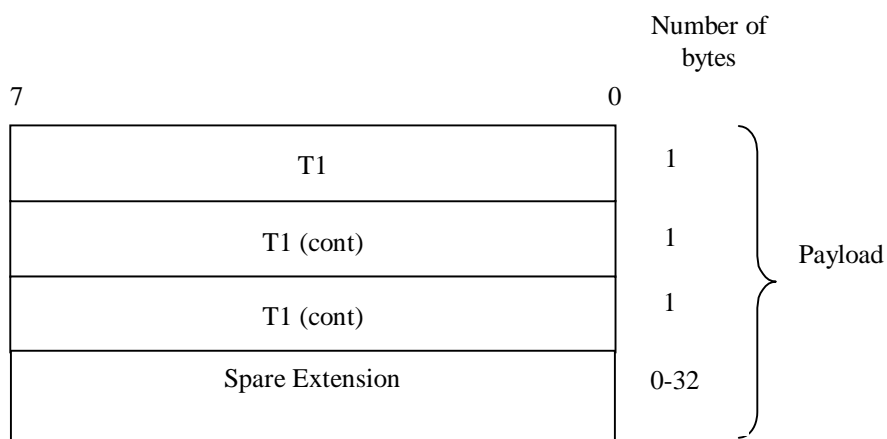 Number of
bytes
7 0
T1 1
T1 (cont) 1
Payload
T1 (cont) 1
Spare Extension 0-32